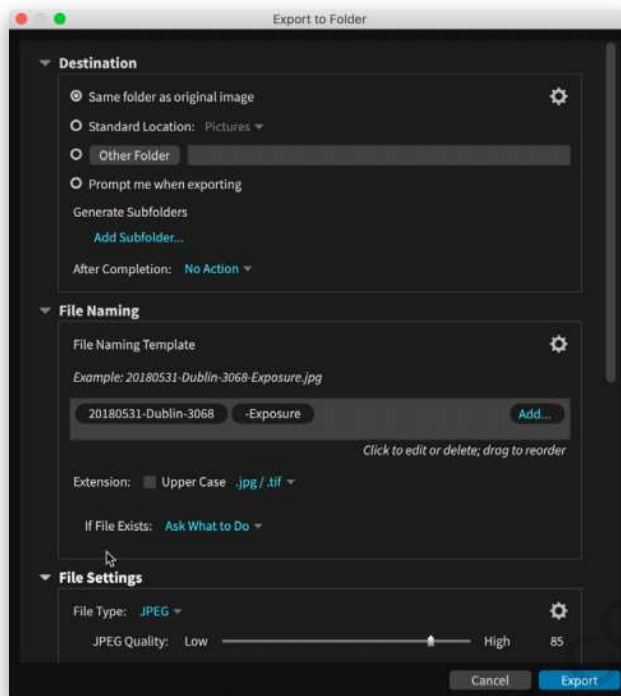 Export to Folder
Destination
Same folder as original image
Standard Location: Pictures
Other Folder
Prompt me when exporting
Generate Subfolders
Add Subfolder...
After Completion: No Action
File Naming
File Naming Template
Example: 20180531-Dublin-3068-Exposure.jpg
20180531-Dublin-3068 -Exposure Add...
Click to edit or delete; drag to reorder
Extension: Upper Case .jpg / .tif
If File Exists: Ask What to Do
File Settings
File Type: JPEG
JPEG Quality: Low High 85
Cancel Export